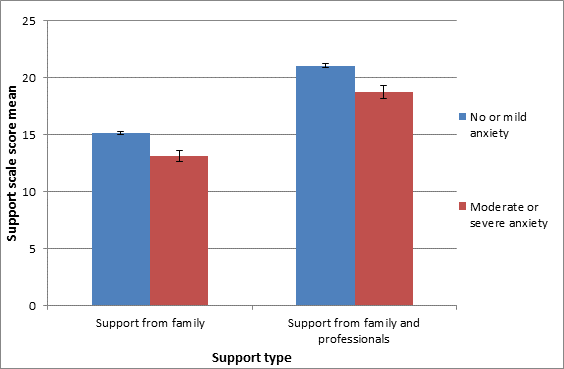 Support scale score mean
25
20
15
10
5
0
Support from family
Support from family and
professionals
Support type
No or mild
anxiety
Moderate or
severe anxiety